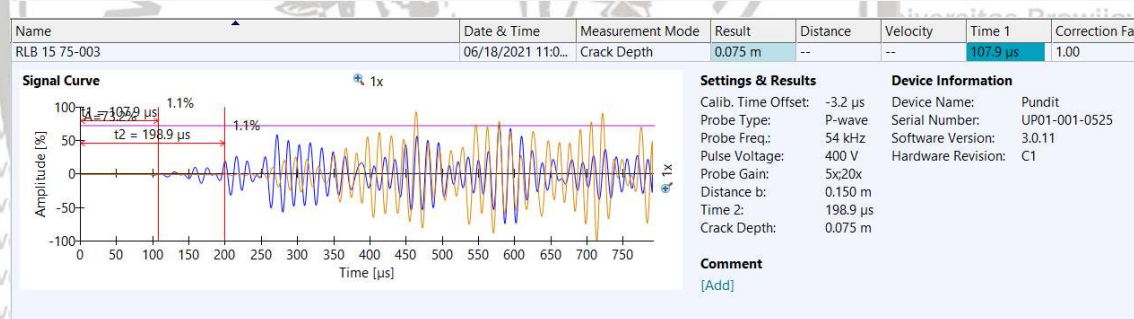 Universitas Brawijaya
Name Date & Time Measurement Mode Result Distance Velocity Time 1 Correction Fa
RLB 15 75-003 06/18/2021 11:0... Crack Depth 0.075 m -- -- 107.9 µs 1.00
Signal Curve
1x
Amplitude [%]
100
50
0
-50
-100
t1 = 107.9 µs
A=73.2%
1.1%
t2 = 198.9 µs
1.1%
1x
0 50 100 150 200 250 300 350 400 450 500 550 600 650 700 750
Time [µs]
Settings & Results
Calib. Time Offset: -3.2 µs
Probe Type: P-wave
Probe Freq.: 54 kHz
Pulse Voltage: 400 V
Probe Gain: 5x;20x
Distance b: 0.150 m
Time 2: 198.9 µs
Crack Depth: 0.075 m
Comment
[Add]
Device Information
Device Name: Pundit
Serial Number: UP01-001-0525
Software Version: 3.0.11
Hardware Revision: C1